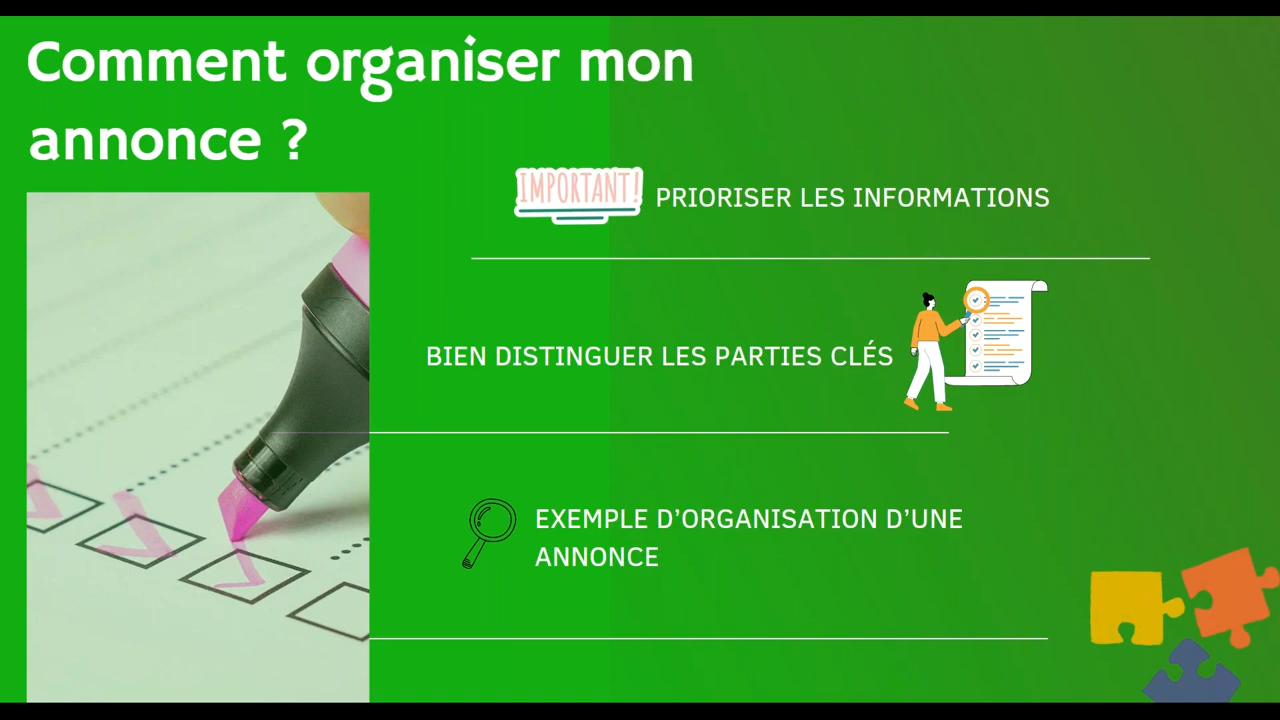 Comment organiser mon
annonce ?
IMPORTANT!
PRIORISER LES INFORMATIONS
BIEN DISTINGUER LES PARTIES CLÉS
EXEMPLE D’ORGANISATION D’UNE
ANNONCE